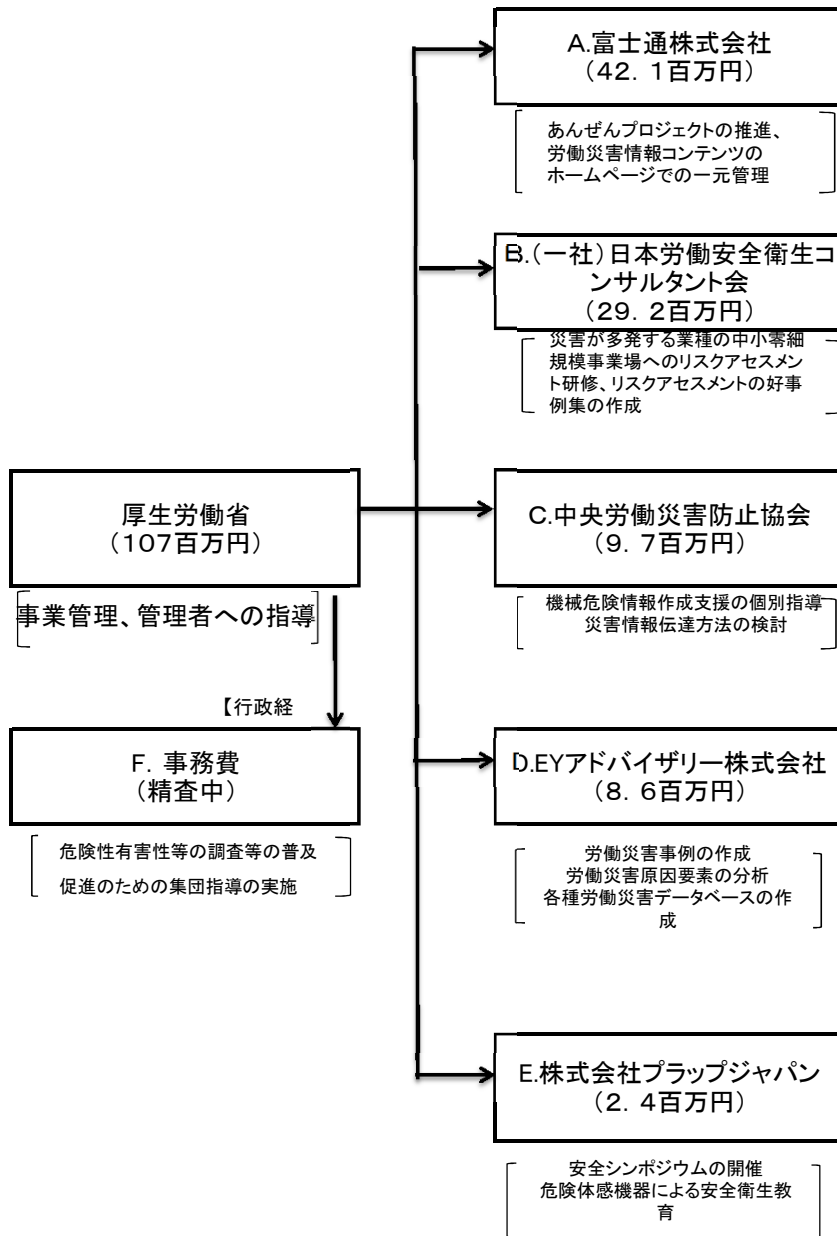 A.富士通株式会社
（42．1百万円）
あんぜんプロジェクトの推進、
労働災害情報コンテンツの
ホームページでの一元管理
B.（一社）日本労働安全衛生コ
ンサルタント会
（29．2百万円）
災害が多発する業種の中小零細
規模事業場へのリスクアセスメン
ト研修、リスクアセスメントの好事
例集の作成
厚生労働省
（107百万円）
事業管理、管理者への指導
C.中央労働災害防止協会
（9．7百万円）
機械危険情報作成支援の個別指導
災害情報伝達方法の検討
【行政経
F．事務費
（精査中）
危険性有害性等の調査等の普及
促進のための集団指導の実施
D.EYアドバイザリー株式会社
（8．6百万円）
労働災害事例の作成
労働災害原因要素の分析
各種労働災害データベースの作
成
E.株式会社プラップジャパン
（2．4百万円）
安全シンポジウムの開催
危険体感機器による安全衛生教
育